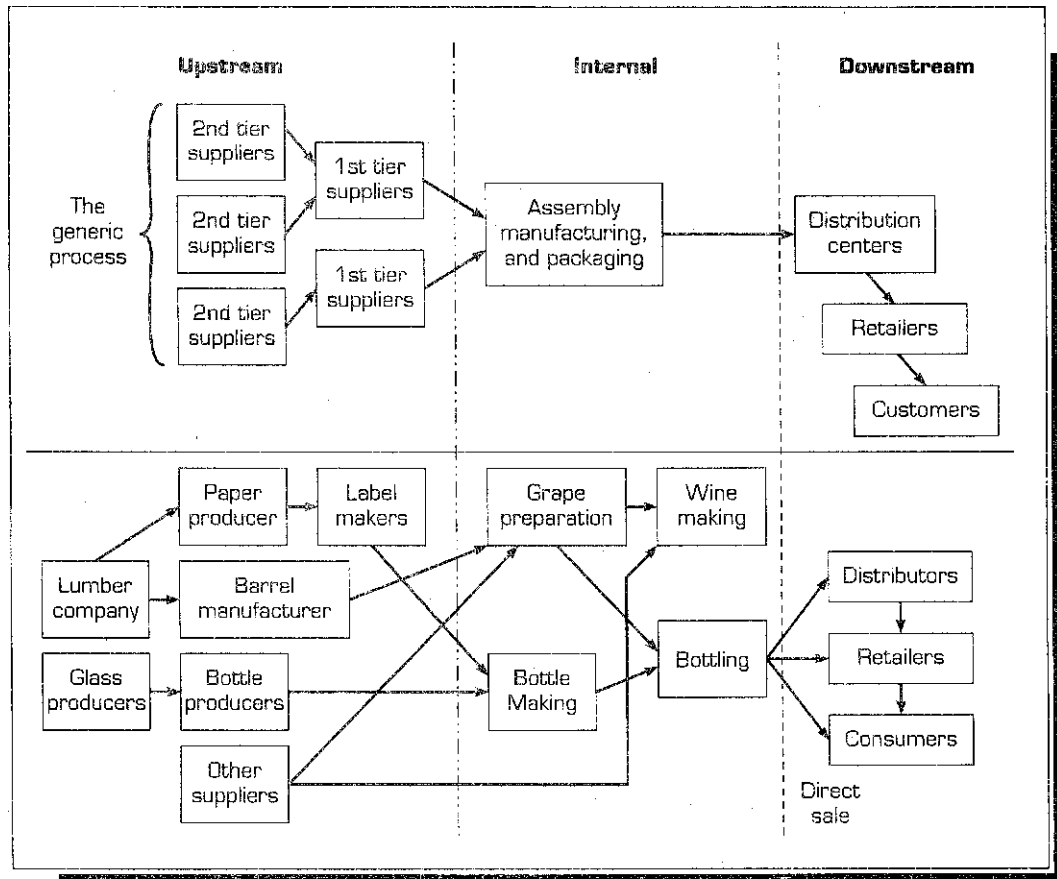 Upstream
Internal
Downstream
The
generic
process
2nd tier
suppliers
2nd tier
suppliers
2nd tier
suppliers
1st tier
suppliers
1st tier
suppliers
Assembly
manufacturing,
and packaging
Distribution
centers
Retailers
Customers
Lumber
company
Glass
producers
Paper
producer
Label
makers
Barrel
manufacturer
Bottle
producers
Other
suppliers
Grape
preparation
Wine
making
Bottle
Making
Bottling
Distributors
Retailers
Consumers
Direct
sale